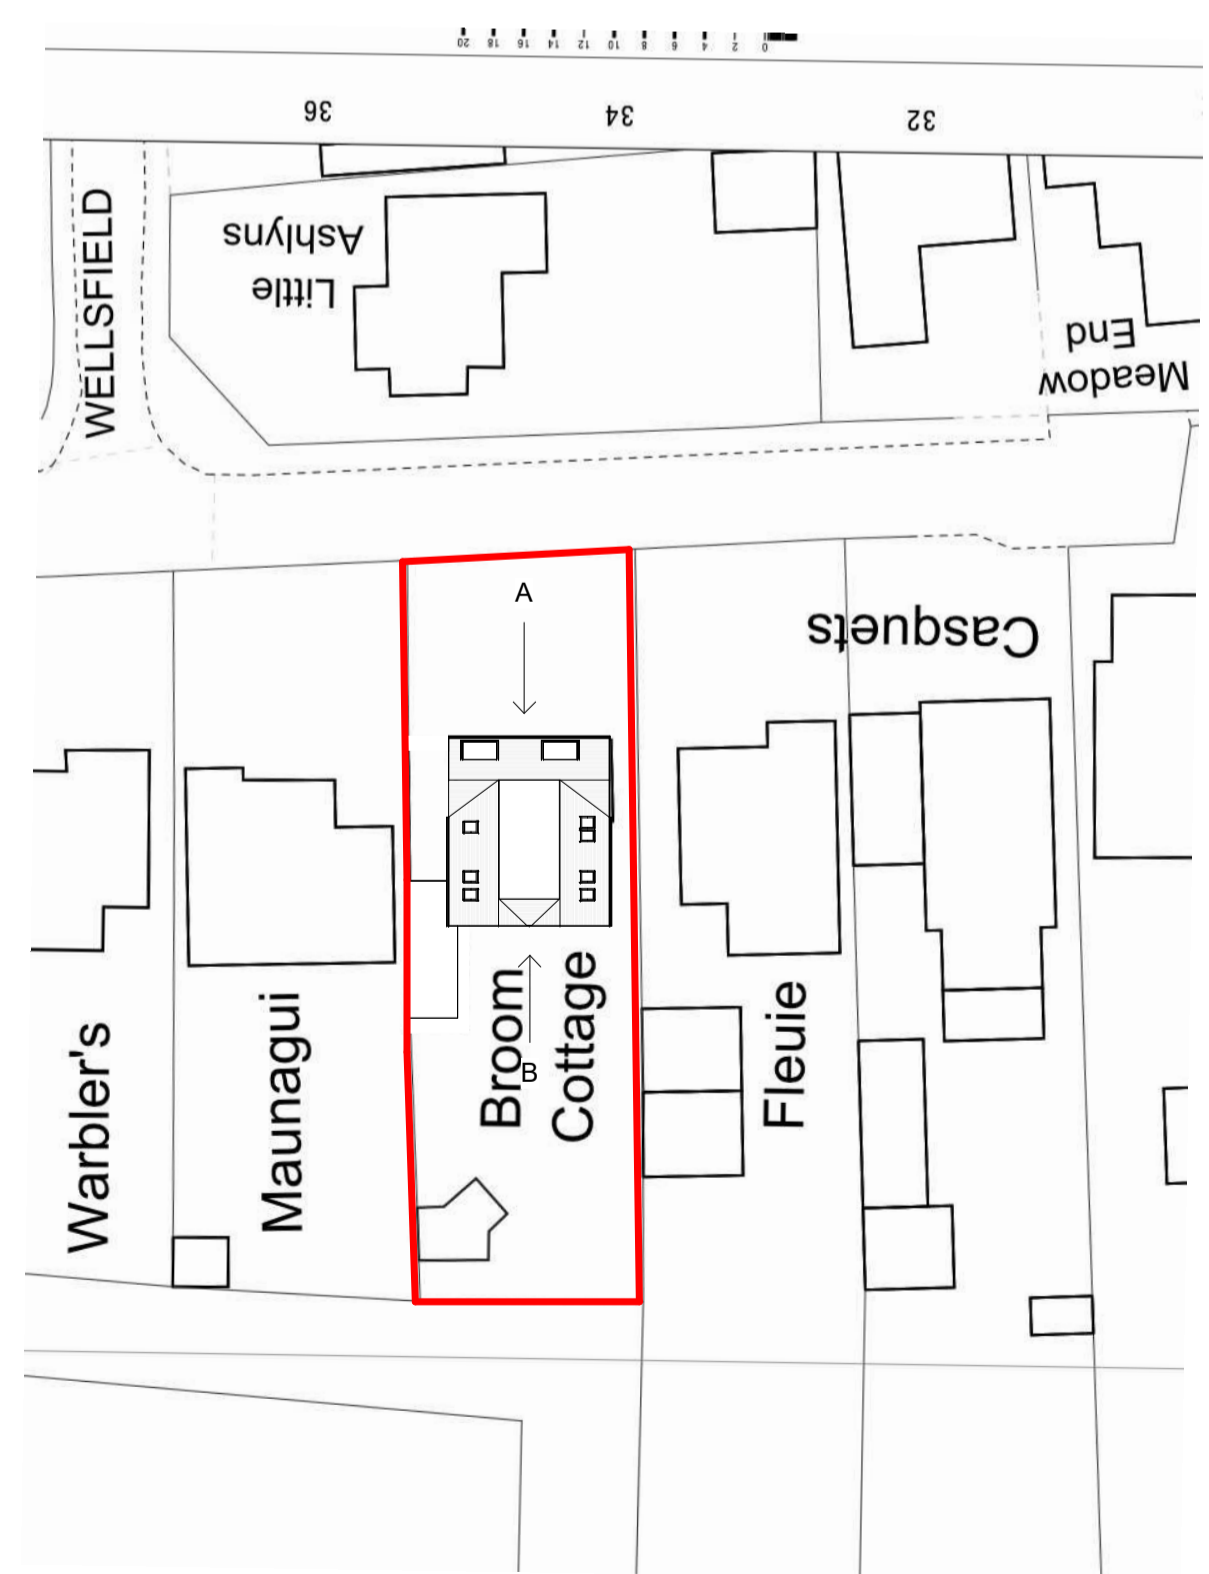 20 18 16 14 12 10 8 6 4 2 0
36
34
32
WELLSFIELD
Little
Ashlyns
Meadow
End
A
Casquets
Broom
Cottage
B
Fleuie
Maunagui
Warbler's